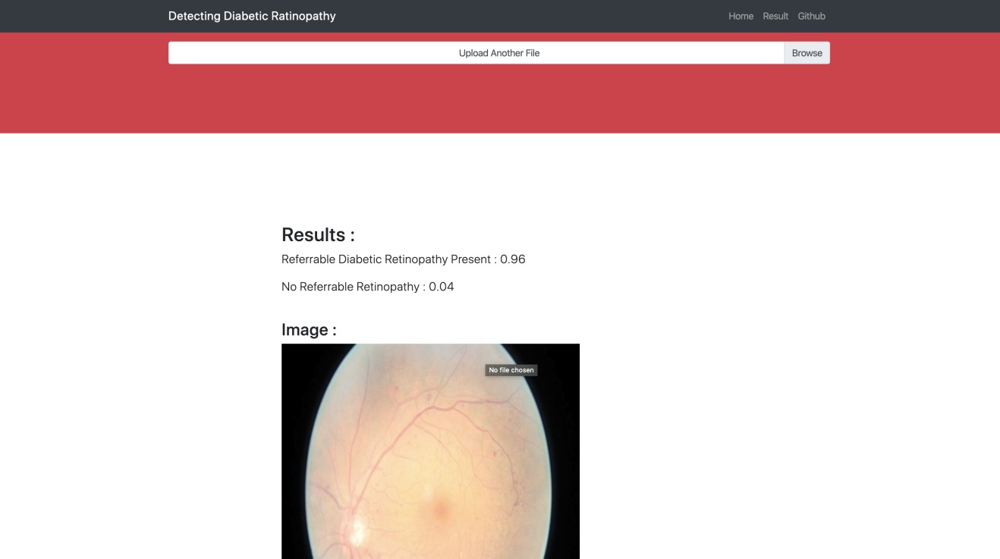 Detecting Diabetic Ratinopathy
Home Result Github
Upload Another File Browse
Results :
Referrable Diabetic Retinopathy Present : 0.96
No Referrable Retinopathy : 0.04
Image :
No file chosen